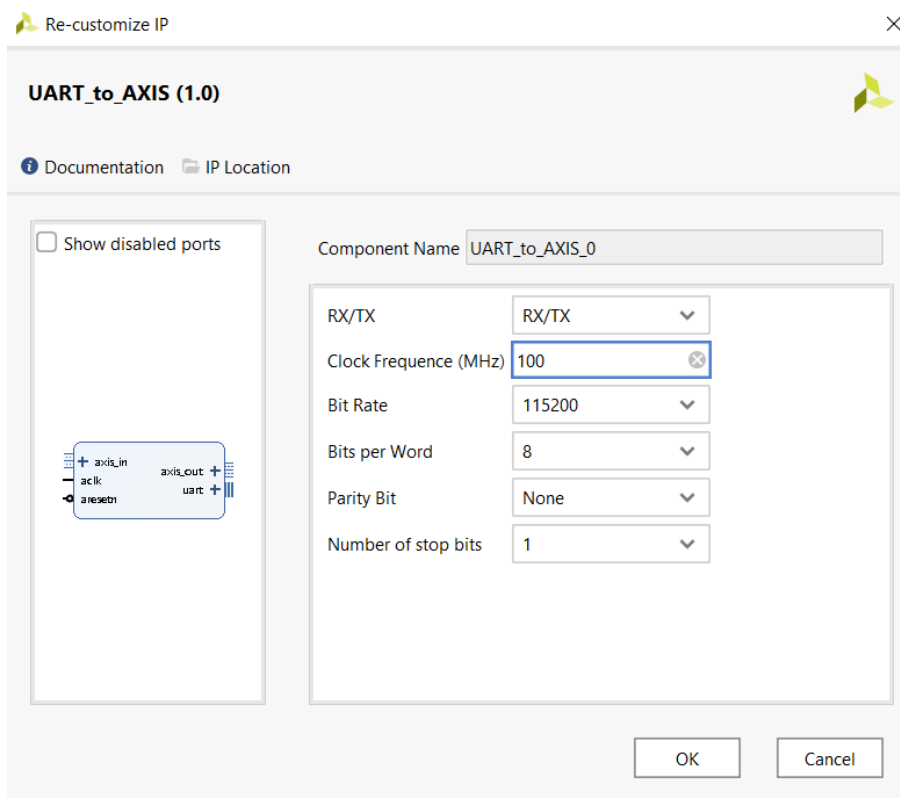 Re-customize IP
UART_to_AXIS (1.0)
Documentation IP Location
Show disabled ports
axis_in
aclk
aresetn
axis_out
uart
Component Name UART_to_AXIS_0
RX/TX RX/TX
Clock Frequence (MHz) 100
Bit Rate 115200
Bits per Word 8
Parity Bit None
Number of stop bits 1
OK Cancel